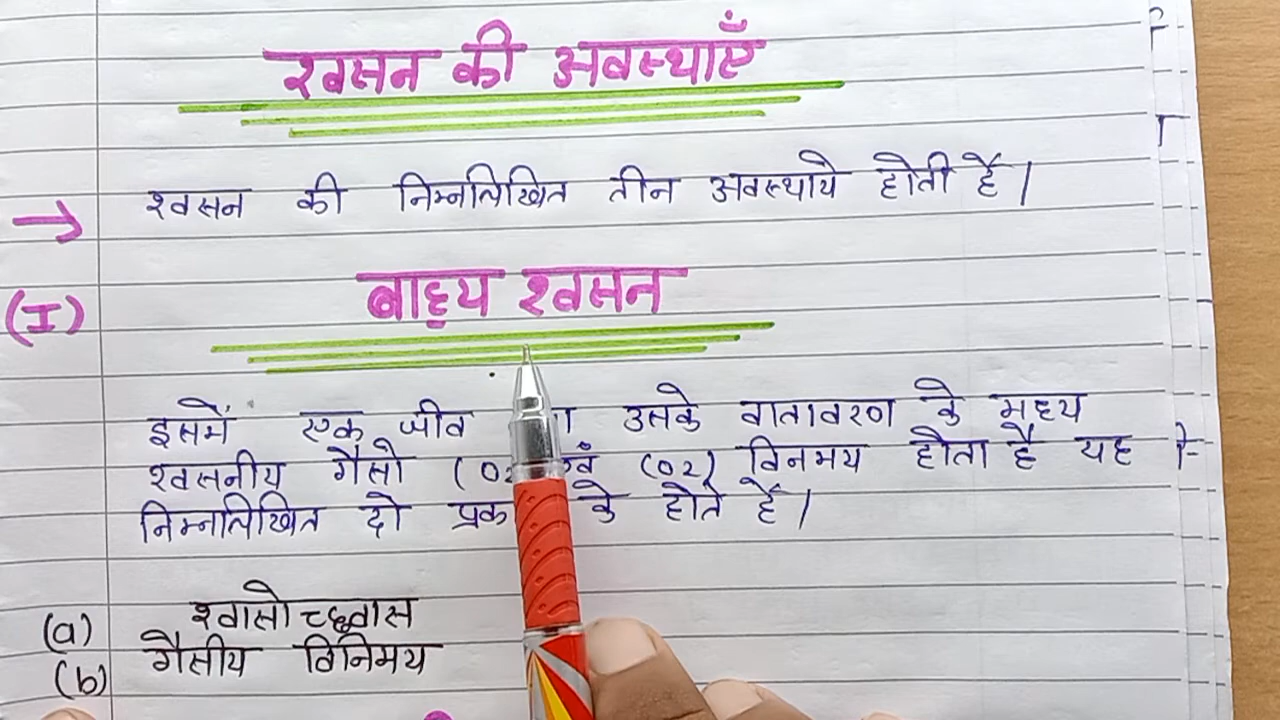 श्वसन की अवस्थाएँ
→ श्वसन की निम्नलिखित तीन अवस्थाये होती हैं।
(I) बाह्य श्वसन
इसमें एक जीव उसके वातावरण के मध्य
श्वसनीय गैसो (O2 (O2) विनमय होता है यह
निम्नलिखित दो के होते हैं।
(a) श्वासोच्छ्वास
(b) गैसीय विनिमय